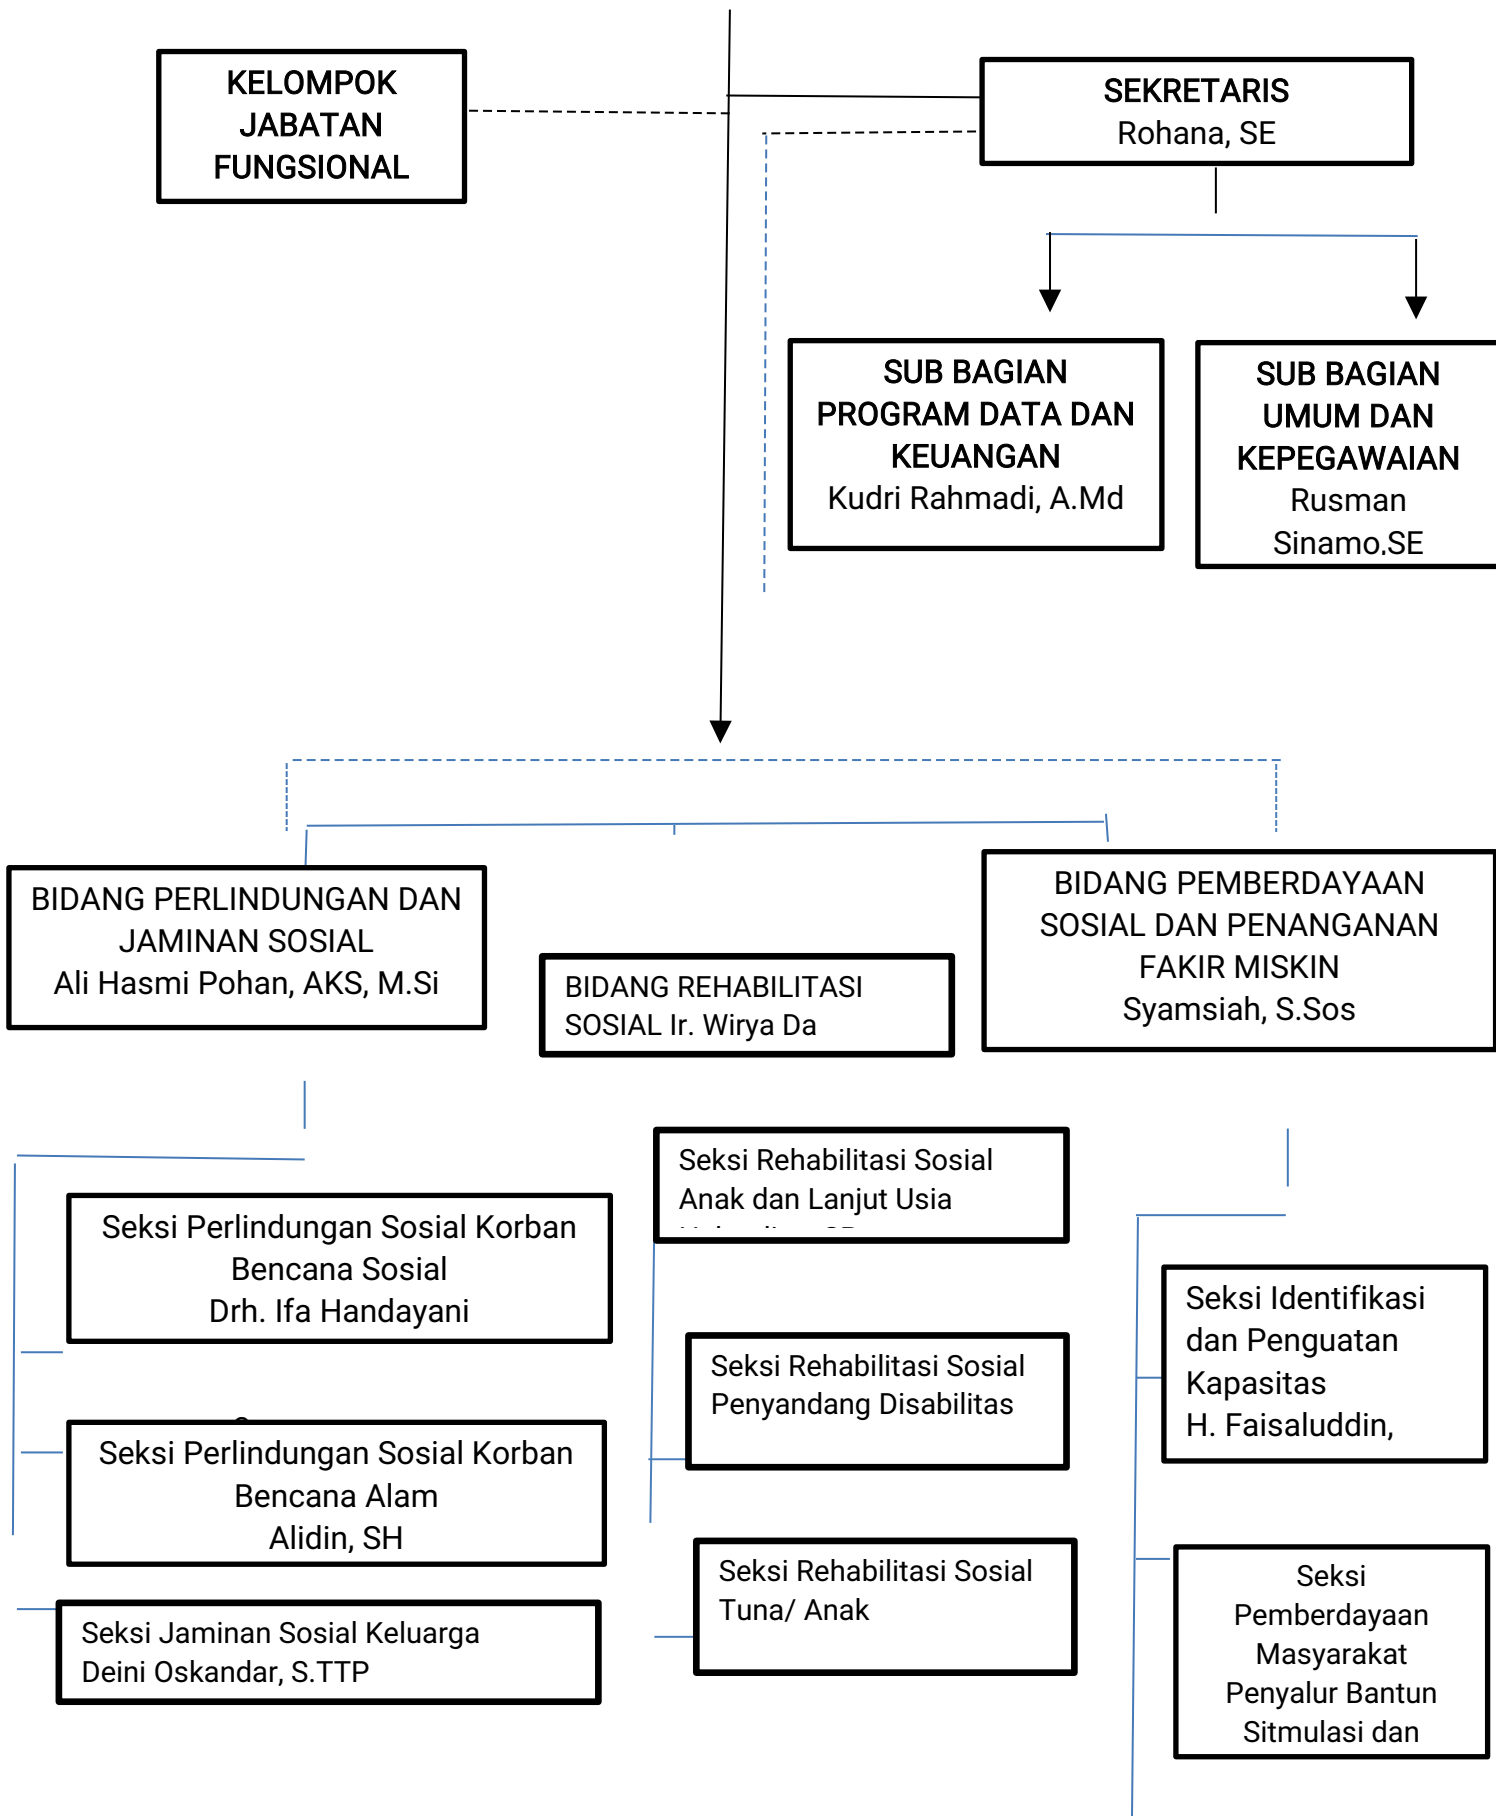 KELOMPOK
JABATAN
FUNGSIONAL
SEKRETARIS
Rohana, SE
SUB BAGIAN
PROGRAM DATA DAN
KEUANGAN
Kudri Rahmadi, A.Md
SUB BAGIAN
UMUM DAN
KEPEGAWAIAN
Rusman
Sinamo,SE
BIDANG PERLINDUNGAN DAN
JAMINAN SOSIAL
Ali Hasmi Pohan, AKS, M.Si
BIDANG REHABILITASI
SOSIAL Ir. Wirya Da
BIDANG PEMBERDAYAAN
SOSIAL DAN PENANGANAN
FAKIR MISKIN
Syamsiah, S.Sos
Seksi Perlindungan Sosial Korban
Bencana Sosial
Drh. Ifa Handayani
Seksi Perlindungan Sosial Korban
Bencana Alam
Alidin, SH
Seksi Jaminan Sosial Keluarga
Deini Oskandar, S.TTP
Seksi Rehabilitasi Sosial
Anak dan Lanjut Usia
Seksi Rehabilitasi Sosial
Penyandang Disabilitas
Seksi Rehabilitasi Sosial
Tuna/ Anak
Seksi Identifikasi
dan Penguatan
Kapasitas
H. Faisaluddin,
Seksi
Pemberdayaan
Masyarakat
Penyalur Bantun
Sitmulasi dan